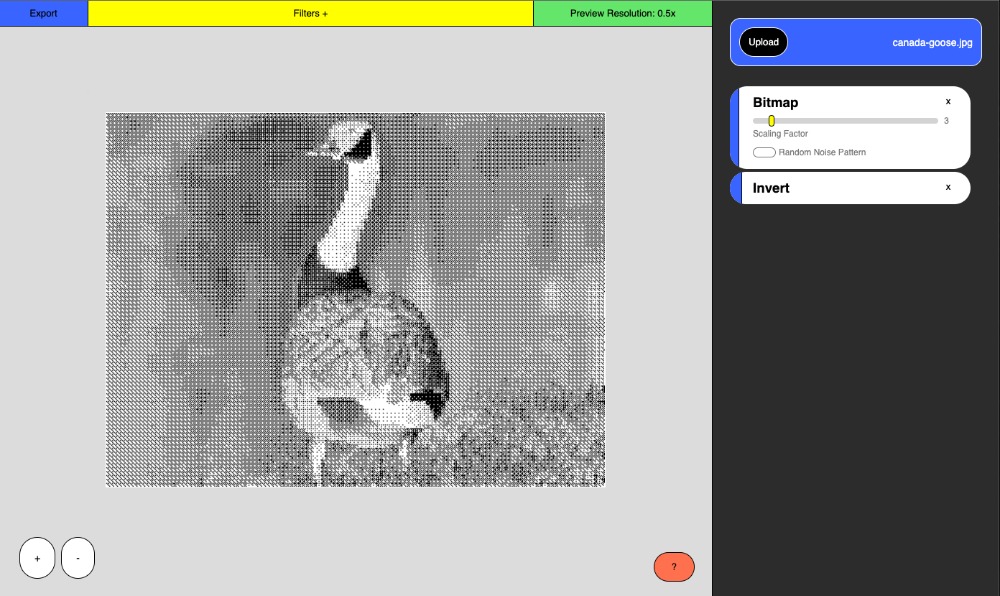 Export
Filters +
Preview Resolution: 0.5x
Upload
canada-goose.jpg
Bitmap
x
3
Scaling Factor
Random Noise Pattern
Invert
x
+
-
?